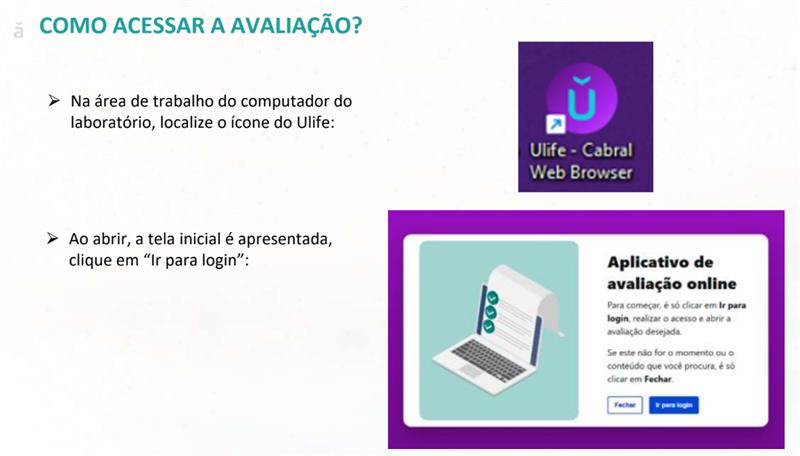 ă COMO ACESSAR A AVALIAÇÃO?
➢ Na área de trabalho do computador do
laboratório, localize o ícone do Ulife:
Ulife - Cabral
Web Browser
➢ Ao abrir, a tela inicial é apresentada,
clique em “Ir para login”:
Aplicativo de
avaliação online
Para começar, é só clicar em Ir para
login, realizar o acesso e abrir a
avaliação desejada.
Se este não for o momento ou o
conteúdo que você procura, é só
clicar em Fechar.
Fechar
Ir para login